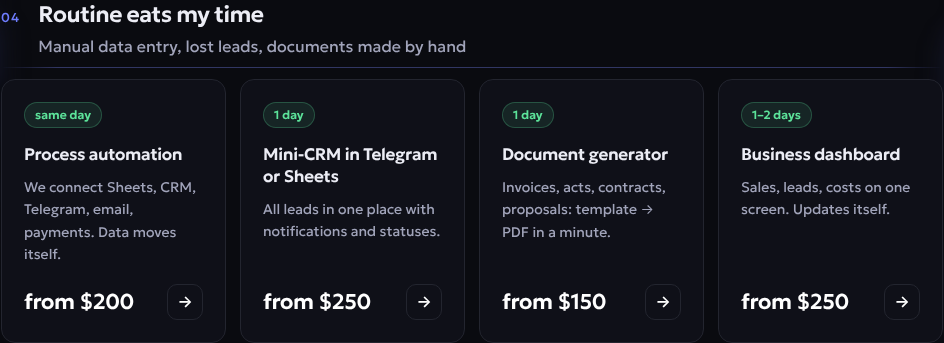 04
Routine eats my time
Manual data entry, lost leads, documents made by hand
same day
Process automation
We connect Sheets, CRM,
Telegram, email,
payments. Data moves
itself.
from $200 →
1 day
Mini-CRM in Telegram
or Sheets
All leads in one place with
notifications and statuses.
from $250 →
1 day
Document generator
Invoices, acts, contracts,
proposals: template →
PDF in a minute.
from $150 →
1–2 days
Business dashboard
Sales, leads, costs on one
screen. Updates itself.
from $250 →